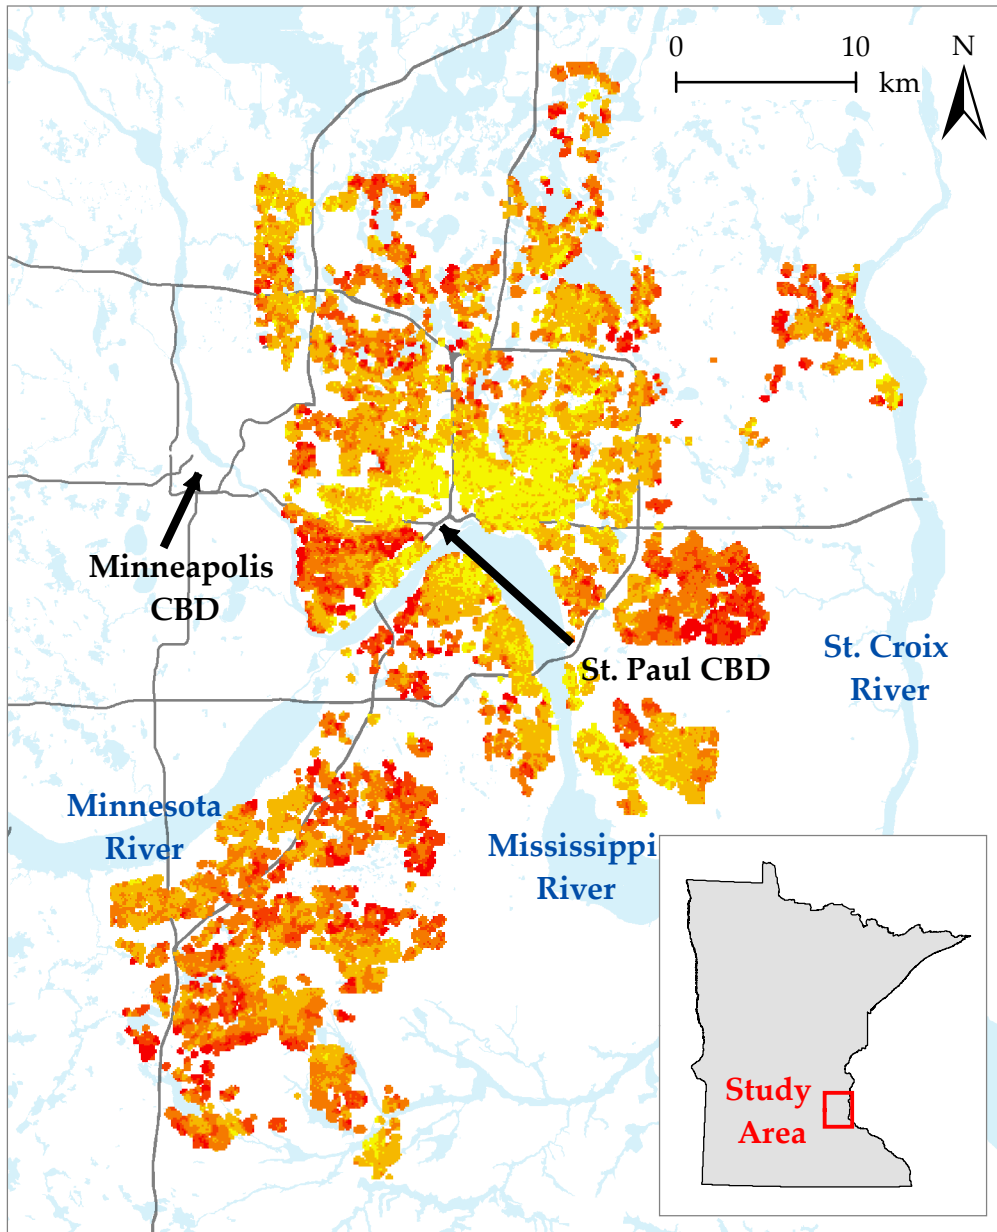 0 10
km
N
Minneapolis
CBD
St. Paul CBD
St. Croix
River
Minnesota
River
Mississippi
River
Study
Area